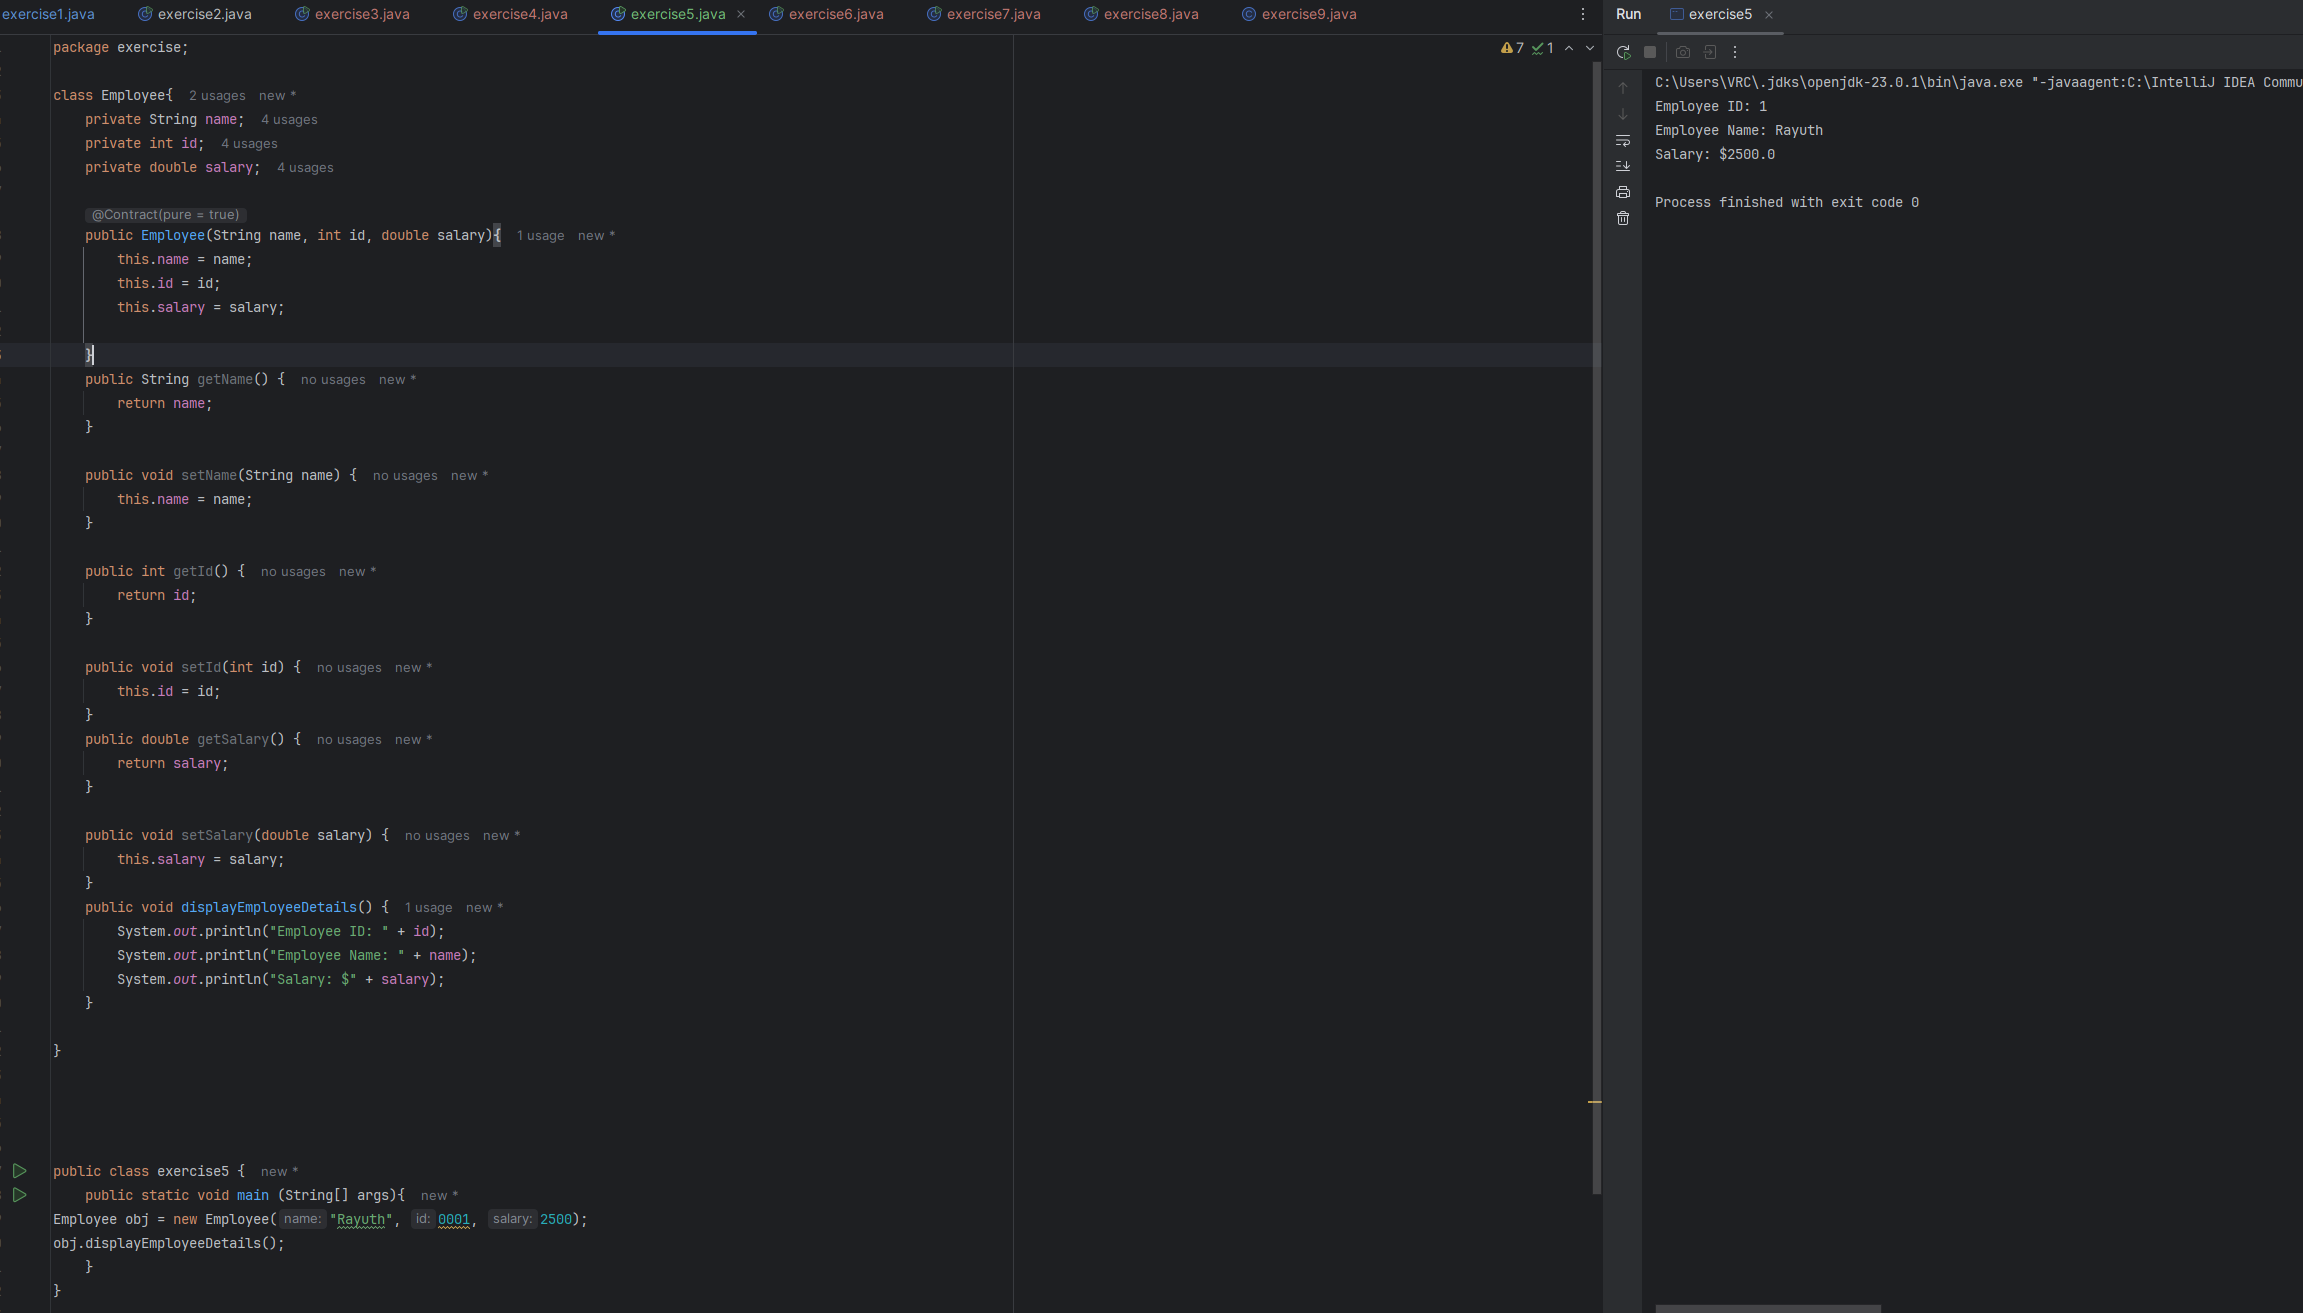 exercise1.java exercise2.java exercise3.java exercise4.java exercise5.java exercise6.java exercise7.java exercise8.java exercise9.java
7 1
package exercise;
class Employee{ 2 usages new *
private String name; 4 usages
private int id; 4 usages
private double salary; 4 usages
@Contract(pure = true)
public Employee(String name, int id, double salary){ 1 usage new *
this.name = name;
this.id = id;
this.salary = salary;
}
public String getName() { no usages new *
return name;
}
public void setName(String name) { no usages new *
this.name = name;
}
public int getId() { no usages new *
return id;
}
public void setId(int id) { no usages new *
this.id = id;
}
public double getSalary() { no usages new *
return salary;
}
public void setSalary(double salary) { no usages new *
this.salary = salary;
}
public void displayEmployeeDetails() { 1 usage new *
System.out.println("Employee ID: " + id);
System.out.println("Employee Name: " + name);
System.out.println("Salary: $" + salary);
}
}
public class exercise5 { new *
public static void main (String[] args){ new *
Employee obj = new Employee( name: "Rayuth", id: 0001, salary: 2500);
obj.displayEmployeeDetails();
}
}
Run exercise5
C:\Users\VRC\.jdks\openjdk-23.0.1\bin\java.exe "-javaagent:C:\IntelliJ IDEA Commu
Employee ID: 1
Employee Name: Rayuth
Salary: $2500.0
Process finished with exit code 0